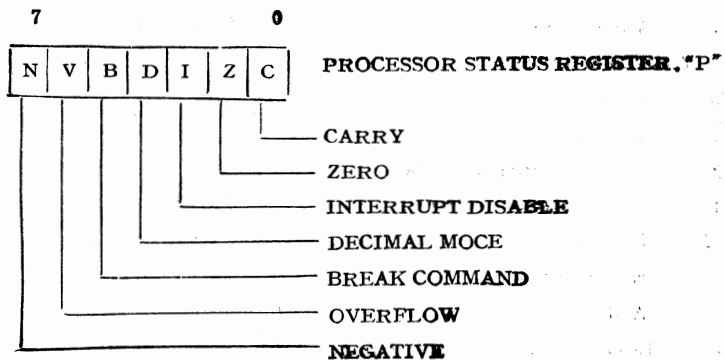 7 0
N V B D I Z C PROCESSOR STATUS REGISTER. "P"
CARRY
ZERO
INTERRUPT DISABLE
DECIMAL MOCE
BREAK COMMAND
OVERFLOW
NEGATIVE